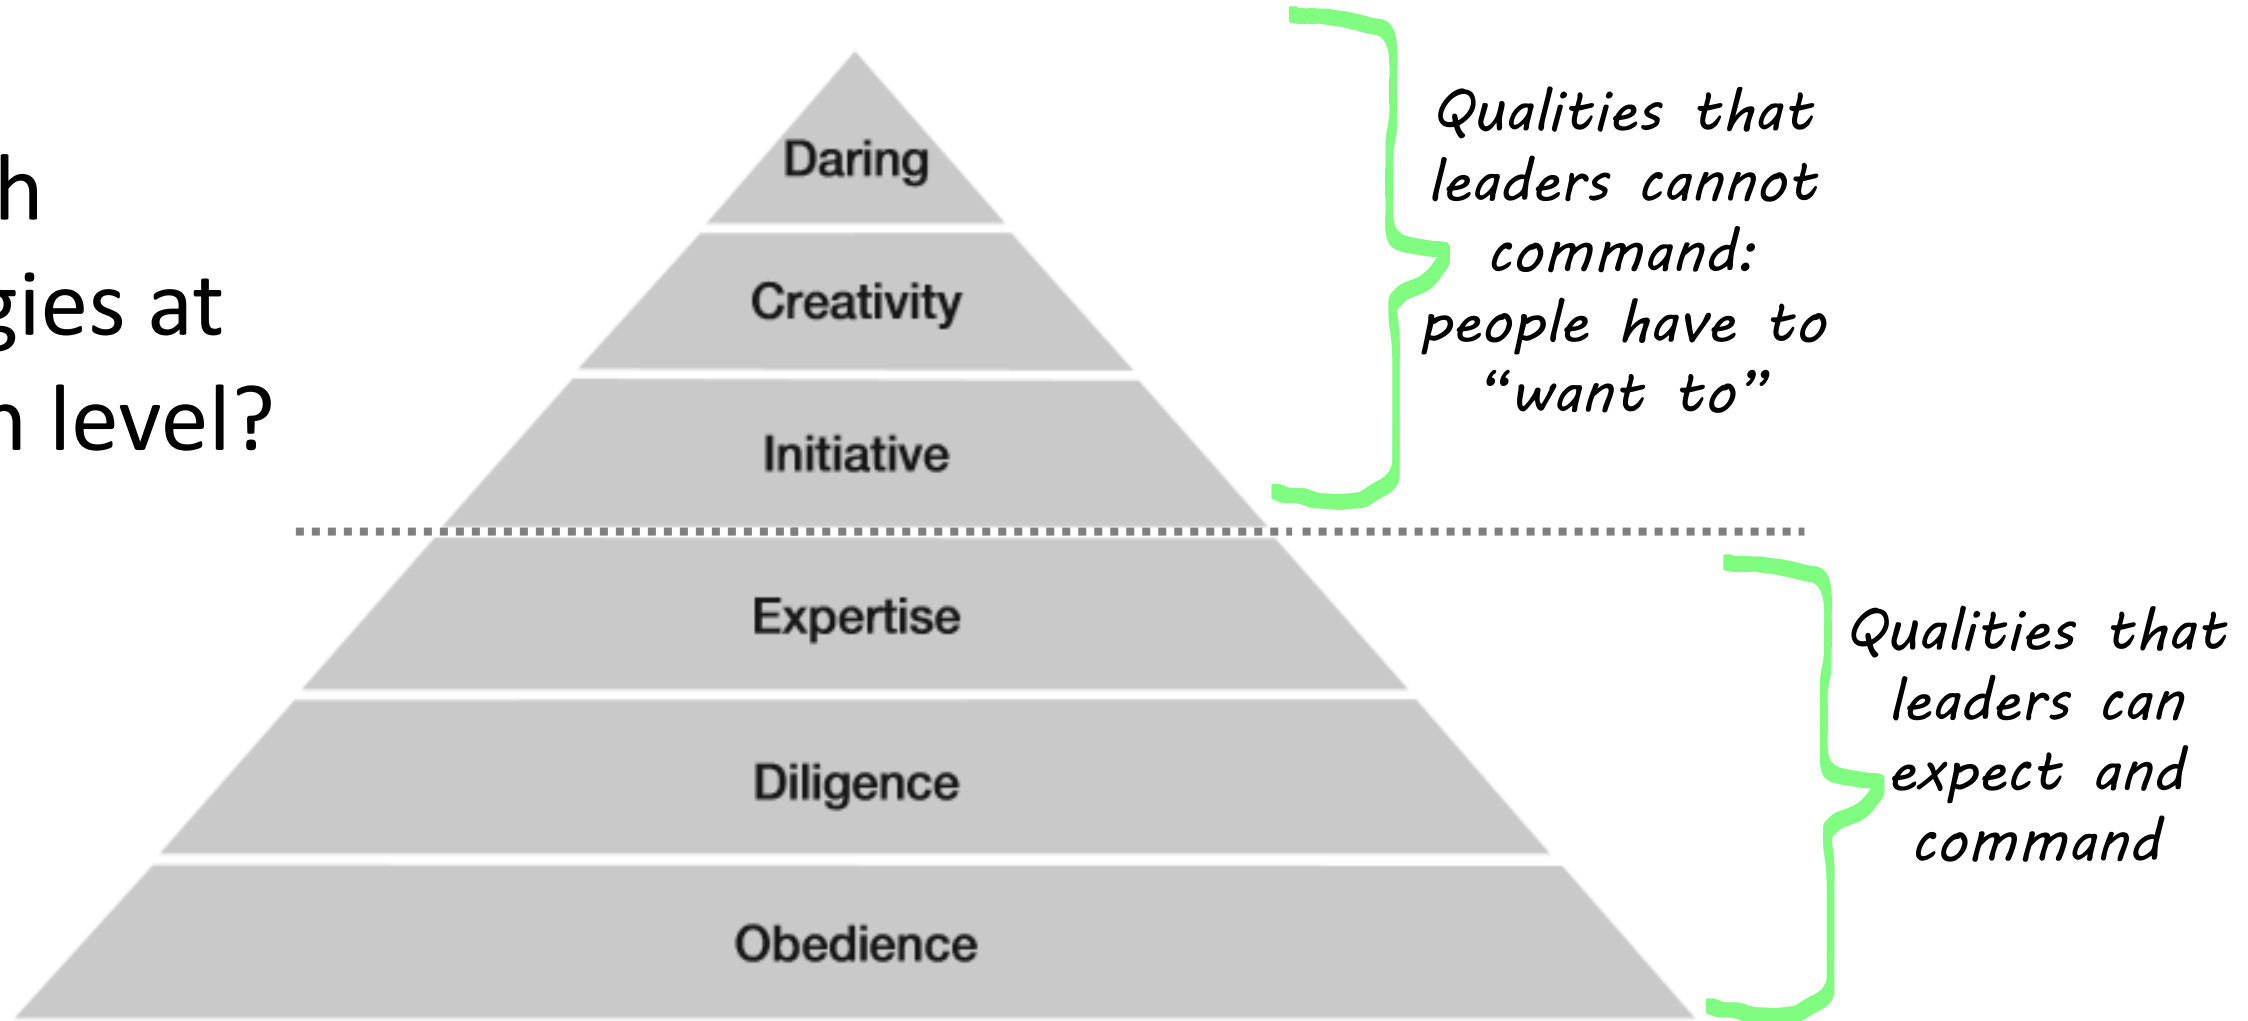 h
gies at
n level?
Daring
Creativity
Initiative
Expertise
Diligence
Obedience
Qualities that
leaders cannot
command:
people have to
“want to”
Qualities that
leaders can
expect and
command